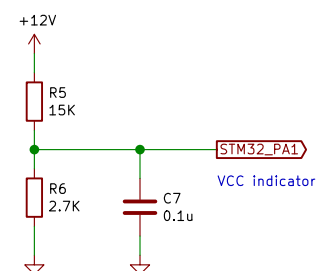 +12V
R5
15K
STM32_PA1
VCC indicator
R6
2.7K
C7
0.1u